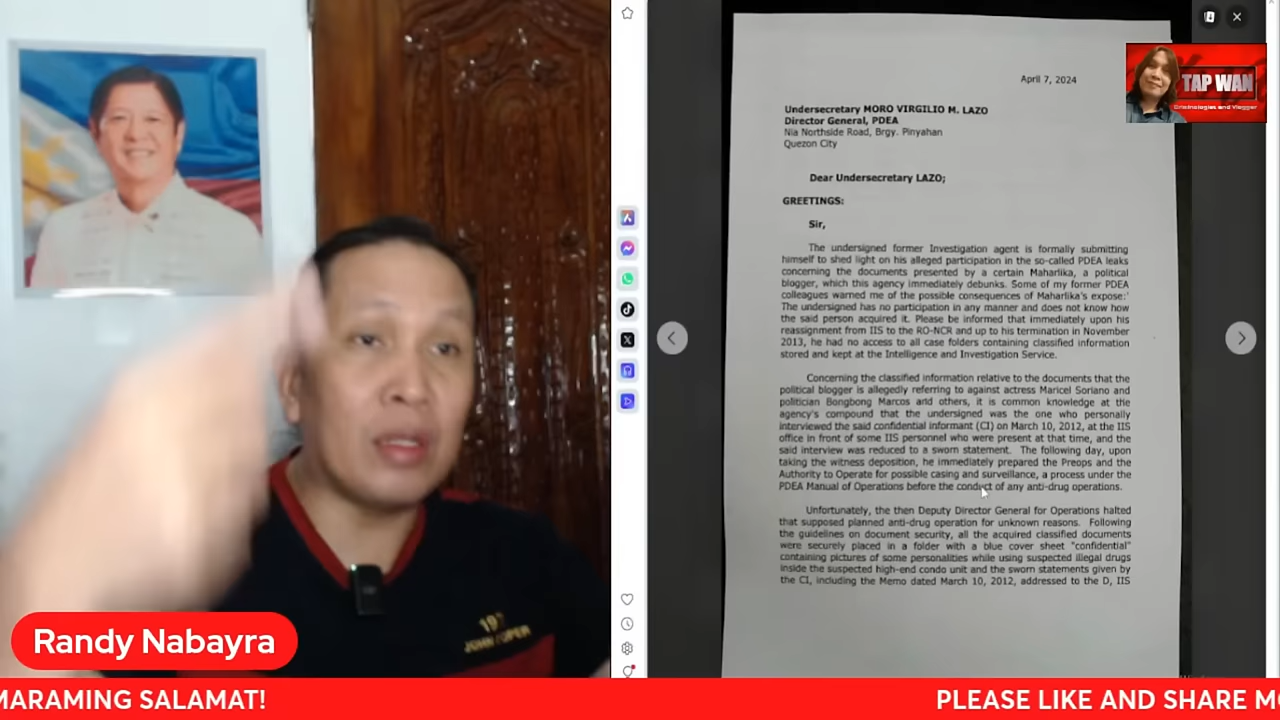 April 7, 2024
TAP WAN
Criminologies and Vlogger
Undersecretary MORO VIRGILIO M. LAZO
Director General, PDEA
Nia Northside Road, Brgy. Pinyahan
Quezon City
Dear Undersecretary LAZO;
GREETINGS:
Sir,
The undersigned former Investigation agent is formally submitting
himself to shed light on his alleged participation in the so-called PDEA leaks
concerning the documents presented by a certain Maharlika, a political
blogger, which this agency immediately debunks. Some of my former PDEA
colleagues warned me of the possible consequences of Maharlika's expose:'
The undersigned has no participation in any manner and does not know how
the said person acquired it. Please be informed that immediately upon his
reassignment from IIS to the RO-NCR and up to his termination in November
2013, he had no access to all case folders containing classified information
stored and kept at the Intelligence and Investigation Service.
Concerning the classified information relative to the documents that the
political blogger is allegedly referring to against actress Maricel Soriano and
politician Bongbong Marcos and others, it is common knowledge at the
agency's compound that the undersigned was the one who personally
interviewed the said confidential informant (CI) on March 10, 2012, at the IIS
office in front of some IIS personnel who were present at that time, and the
said interview was reduced to a sworn statement. The following day, upon
taking the witness deposition, he immediately prepared the Preops and the
Authority to Operate for possible casing and surveillance, a process under the
PDEA Manual of Operations before the conduct of any anti-drug operations.
Unfortunately, the then Deputy Director General for Operations halted
that supposed planned anti-drug operation for unknown reasons. Following
the guidelines on document security, all the acquired classified documents
were securely placed in a folder with a blue cover sheet "confidential"
containing pictures of some personalities while using suspected illegal drugs
inside the suspected high-end condo unit and the sworn statements given by
the CI, including the Memo dated March 10, 2012, addressed to the D, IIS
Randy Nabayra
MARAMING SALAMAT!
PLEASE LIKE AND SHARE